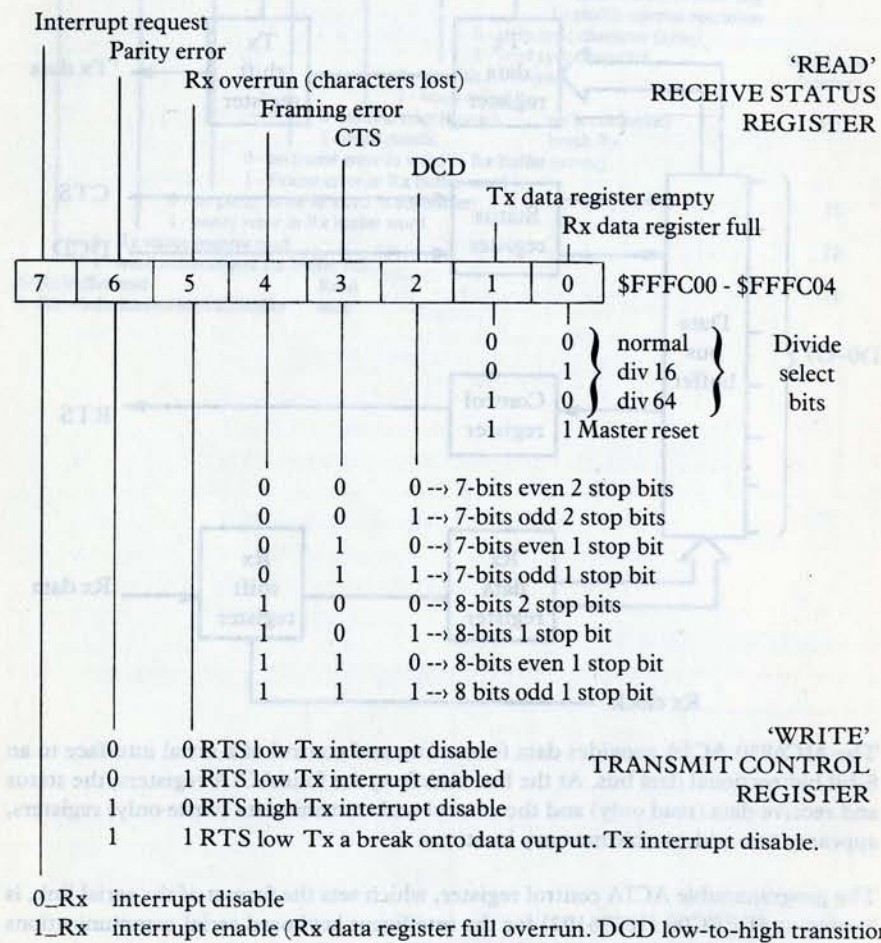 Interrupt request
Parity error
Rx overrun (characters lost)
Framing error
CTS
DCD
Tx data register empty
Rx data register full
'READ'
RECEIVE STATUS
REGISTER
7 6 5 4 3 2 1 0 $FFFC00 - $FFFC04
0 0 normal
0 1 div 16
1 0 div 64
1 1 Master reset
Divide
select
bits
0 0 0--› 7-bits even 2 stop bits
0 0 1--› 7-bits odd 2 stop bits
0 1 0--› 7-bits even 1 stop bit
0 1 1--› 7-bits odd 1 stop bit
1 0 0--› 8-bits 2 stop bits
1 0 1--› 8-bits 1 stop bit
1 1 0--› 8-bits even 1 stop bit
1 1 1--› 8 bits odd 1 stop bit
'WRITE'
TRANSMIT CONTROL
REGISTER
0 0 RTS low Tx interrupt disable
0 1 RTS low Tx interrupt enabled
1 0 RTS high Tx interrupt disable
1 1 RTS low Tx a break onto data output. Tx interrupt disable.
0_Rx interrupt disable
1_Rx interrupt enable (Rx data register full overrun. DCD low-to-high transition